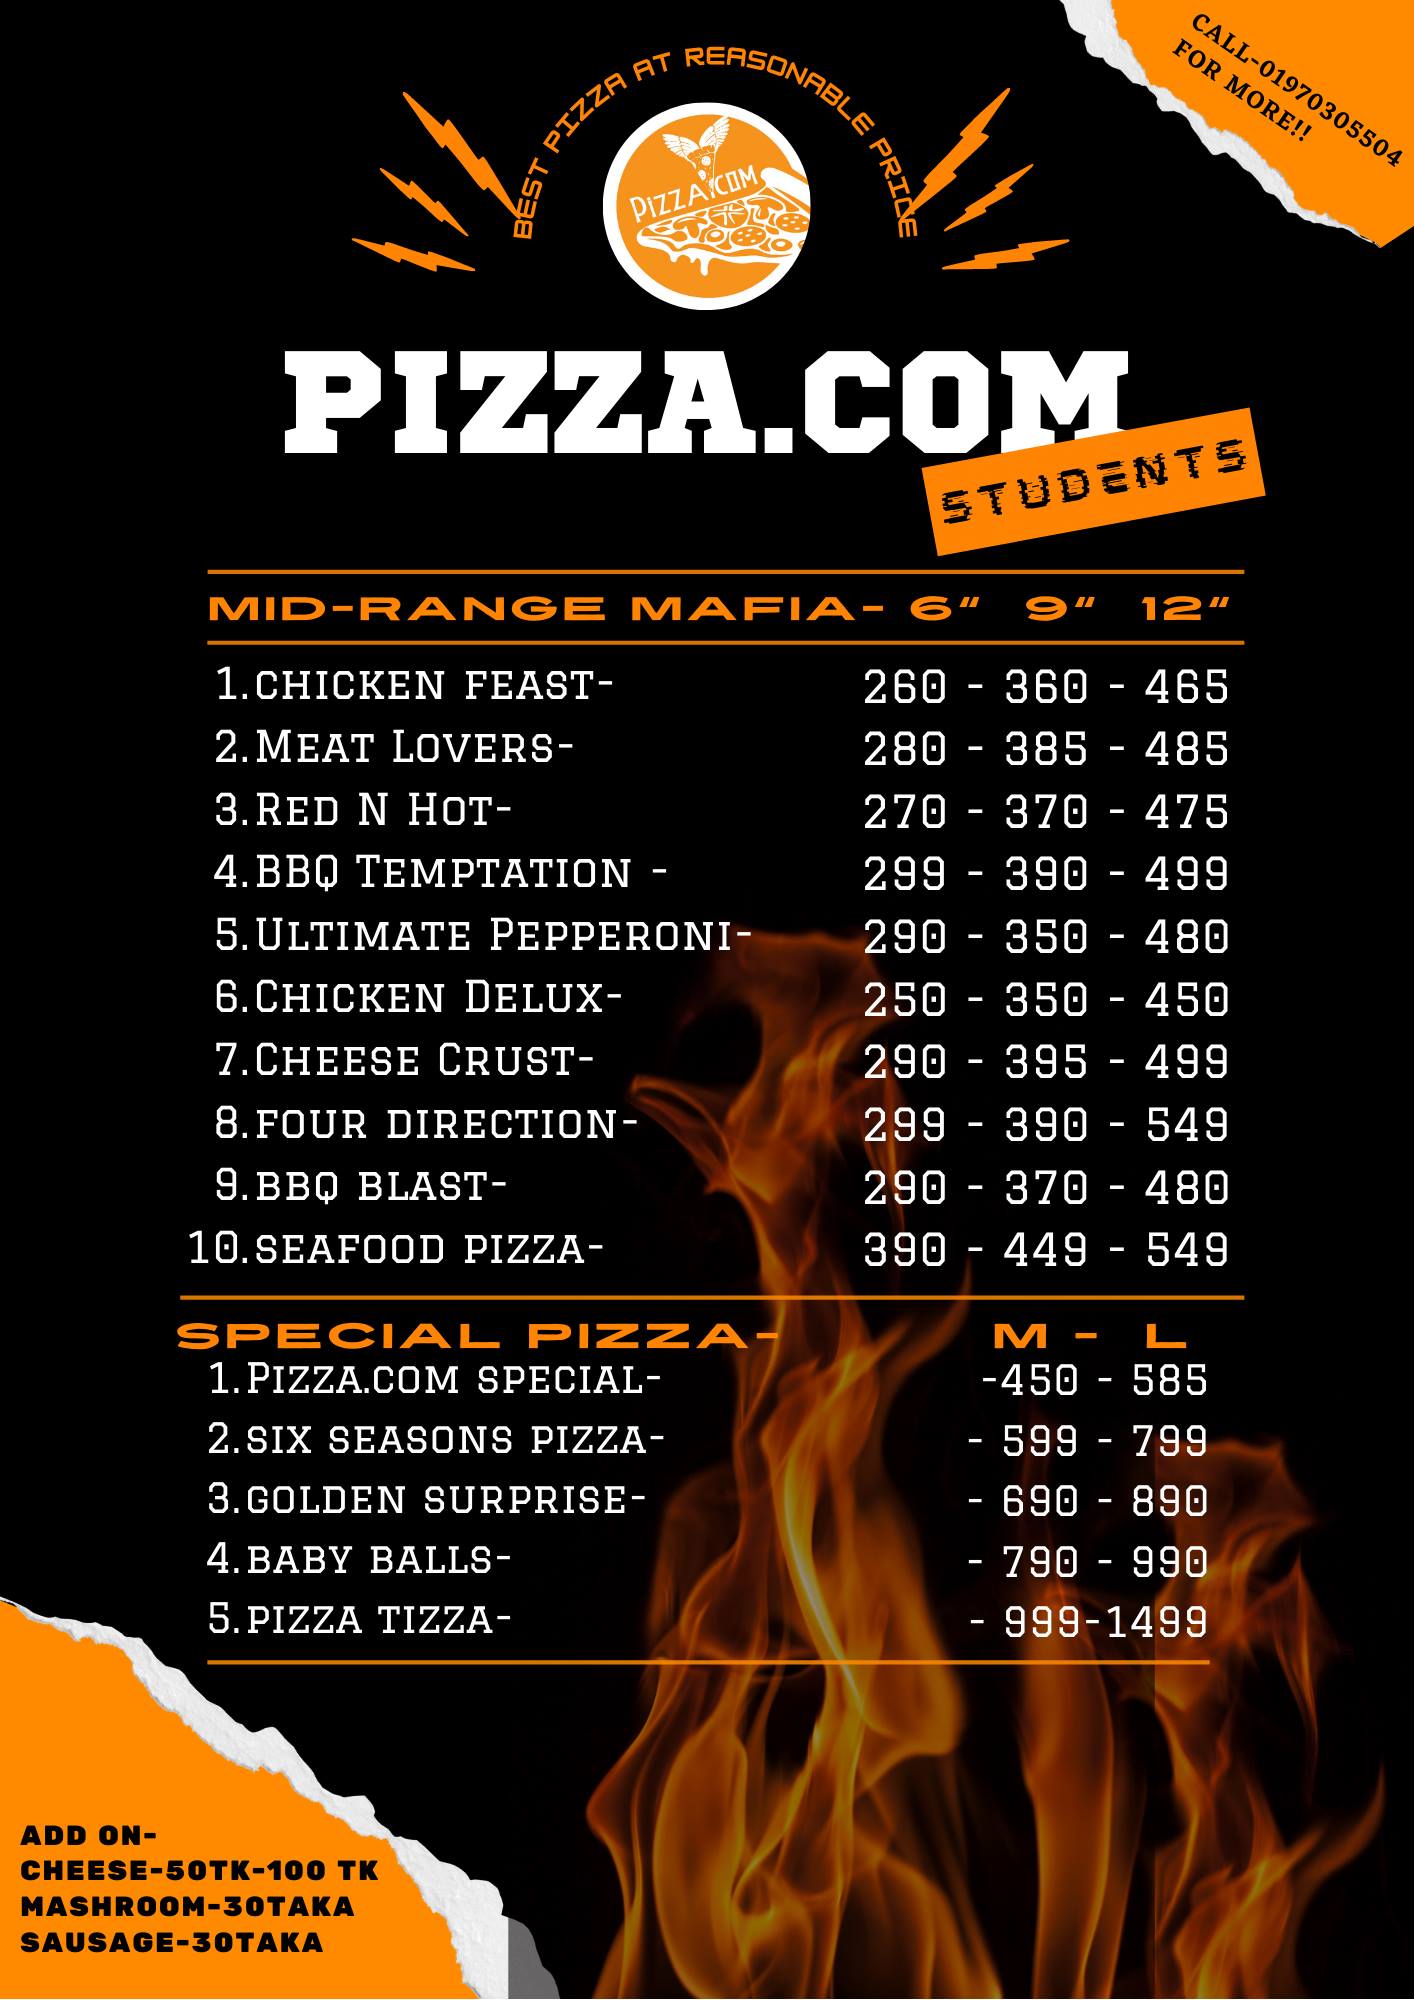 CALL-01970305504
FOR MORE!!
BEST PIZZA AT REASONABLE PRICE
PIZZA.COM
PIZZA.COM
STUDENTS
MID-RANGE MAFIA- 6" 9" 12"
1.CHICKEN FEAST- 260 - 360 - 465
2.MEAT LOVERS- 280 - 385 - 485
3.RED N HOT- 270 - 370 - 475
4.BBQ TEMPTATION - 299 - 390 - 499
5.ULTIMATE PEPPERONI- 290 - 350 - 480
6.CHICKEN DELUX- 250 - 350 - 450
7.CHEESE CRUST- 290 - 395 - 499
8.FOUR DIRECTION- 299 - 390 - 549
9.BBQ BLAST- 290 - 370 - 480
10.SEAFOOD PIZZA- 390 - 449 - 549
SPECIAL PIZZA- M - L
1.PIZZA.COM SPECIAL- -450 - 585
2.SIX SEASONS PIZZA- - 599 - 799
3.GOLDEN SURPRISE- - 690 - 890
4.BABY BALLS- - 790 - 990
5.PIZZA TIZZA- - 999-1499
ADD ON-
CHEESE-50TK-100 TK
MASHROOM-30TAKA
SAUSAGE-30TAKA